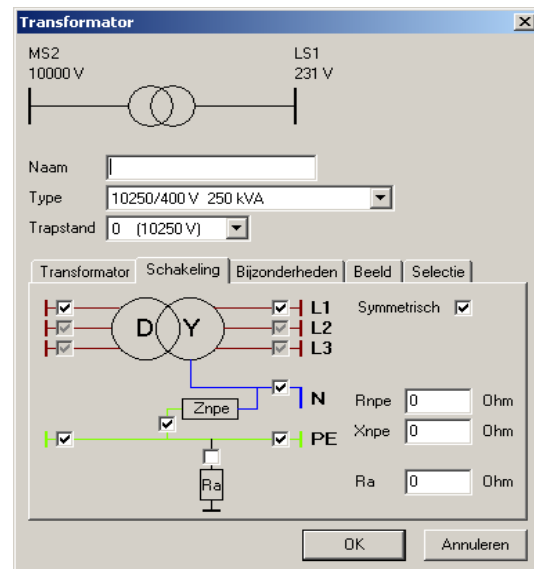 Transformator
MS2 LS1
10000 V 231 V
Naam
Type 10250/400 V 250 kVA
Trapstand 0 (10250 V)
Transformator Schakeling Bijzonderheden Beeld Selectie
D Y L1 Symmetrisch
L2
L3
N Rnpe 0 Ohm
Znpe
PE Xnpe 0 Ohm
Ra Ra 0 Ohm
OK Annuleren